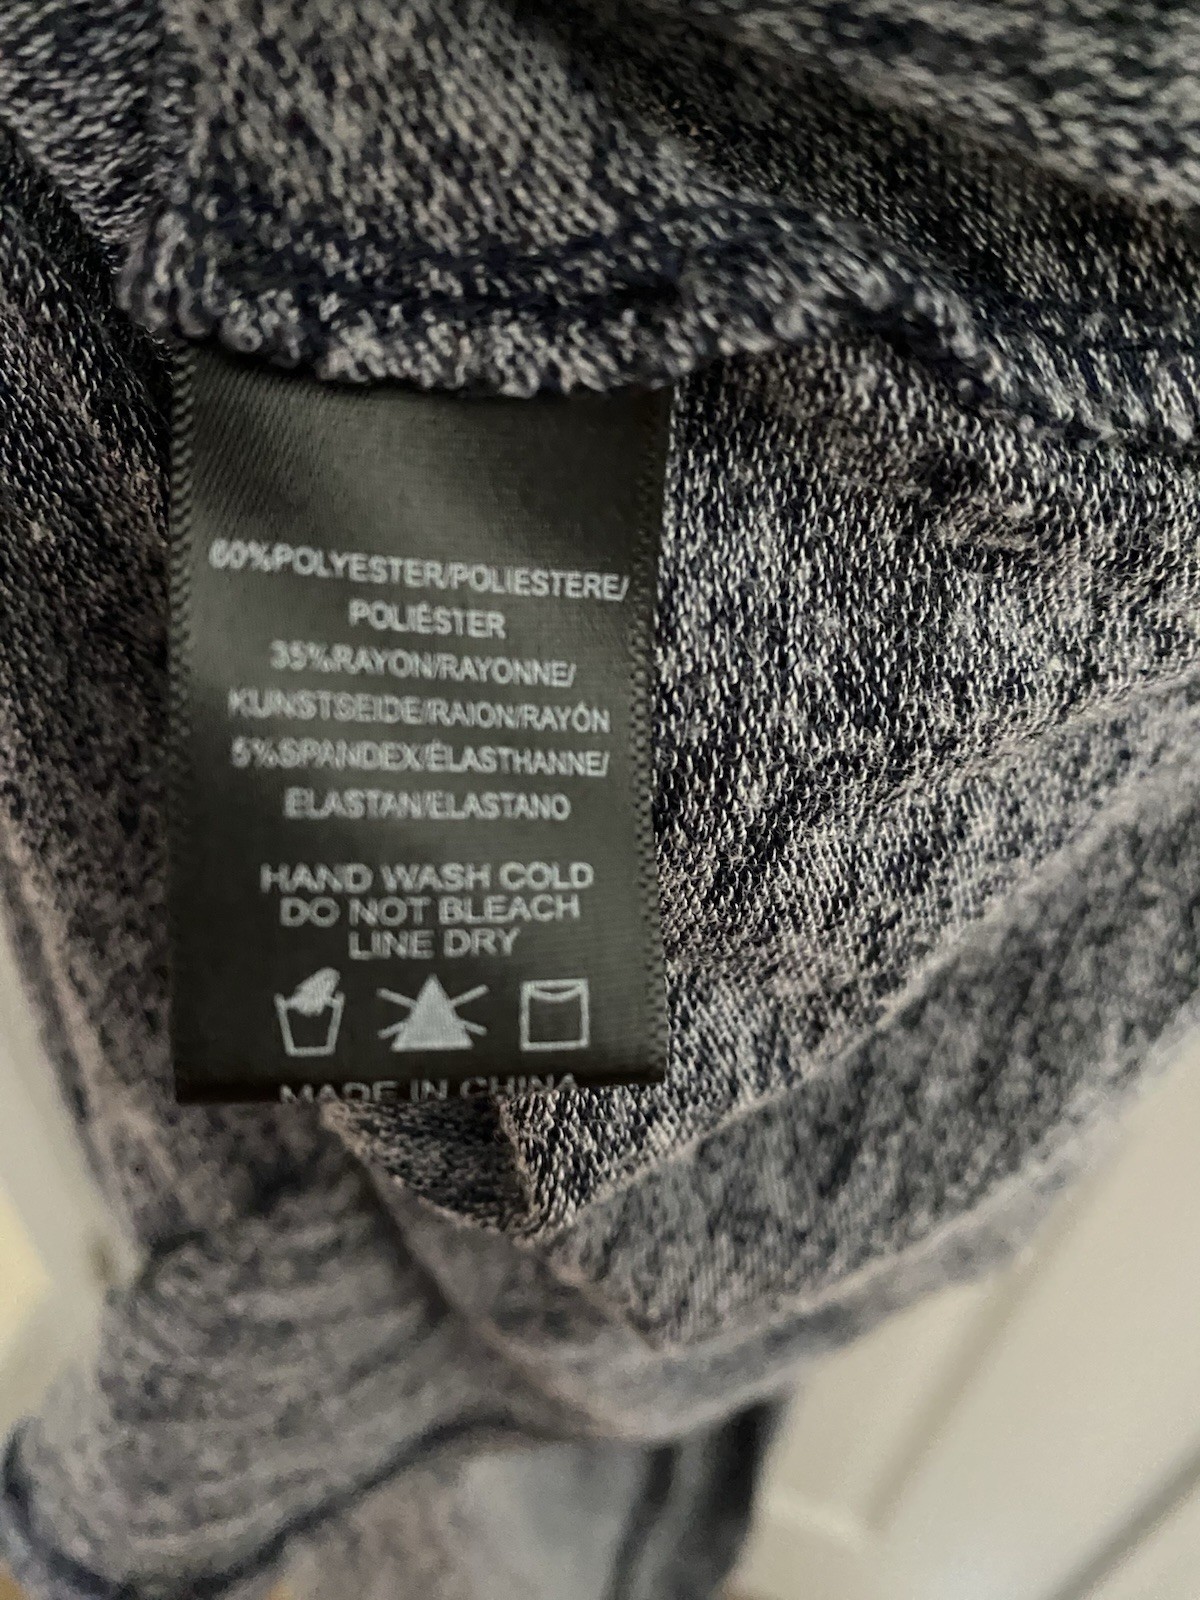 60%POLYESTER/POLIESTERE/
POLIÉSTER
35%RAYON/RAYONNE/
KUNSTSEIDE/RAION/RAYÓN
5%SPANDEX/ÉLASTHANNE/
ELASTAN/ELASTANO
HAND WASH COLD
DO NOT BLEACH
LINE DRY
MADE IN CHINA